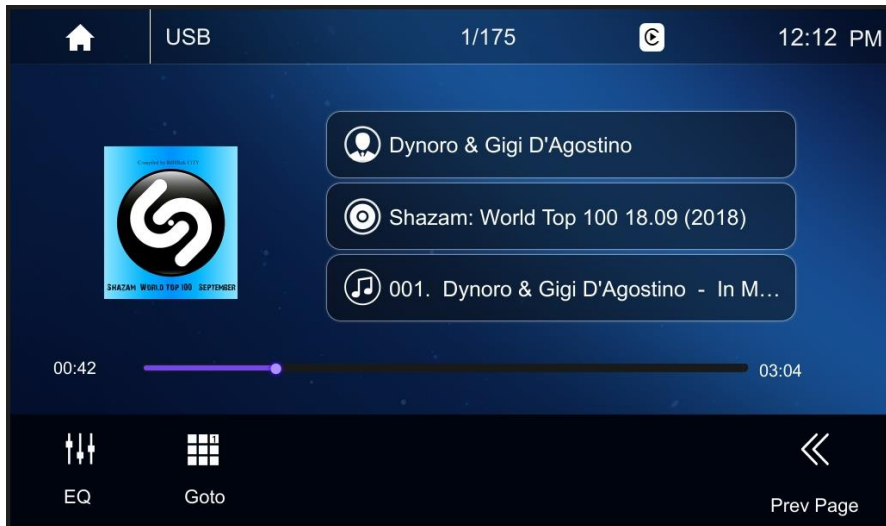 USB
1/175
12:12 PM
Dynoro & Gigi D'Agostino
Shazam: World Top 100 18.09 (2018)
SHAZAM WORLD TOP 100 SEPTEMBER
001. Dynoro & Gigi D'Agostino - In M...
00:42
03:04
1
EQ
Goto
Prev Page